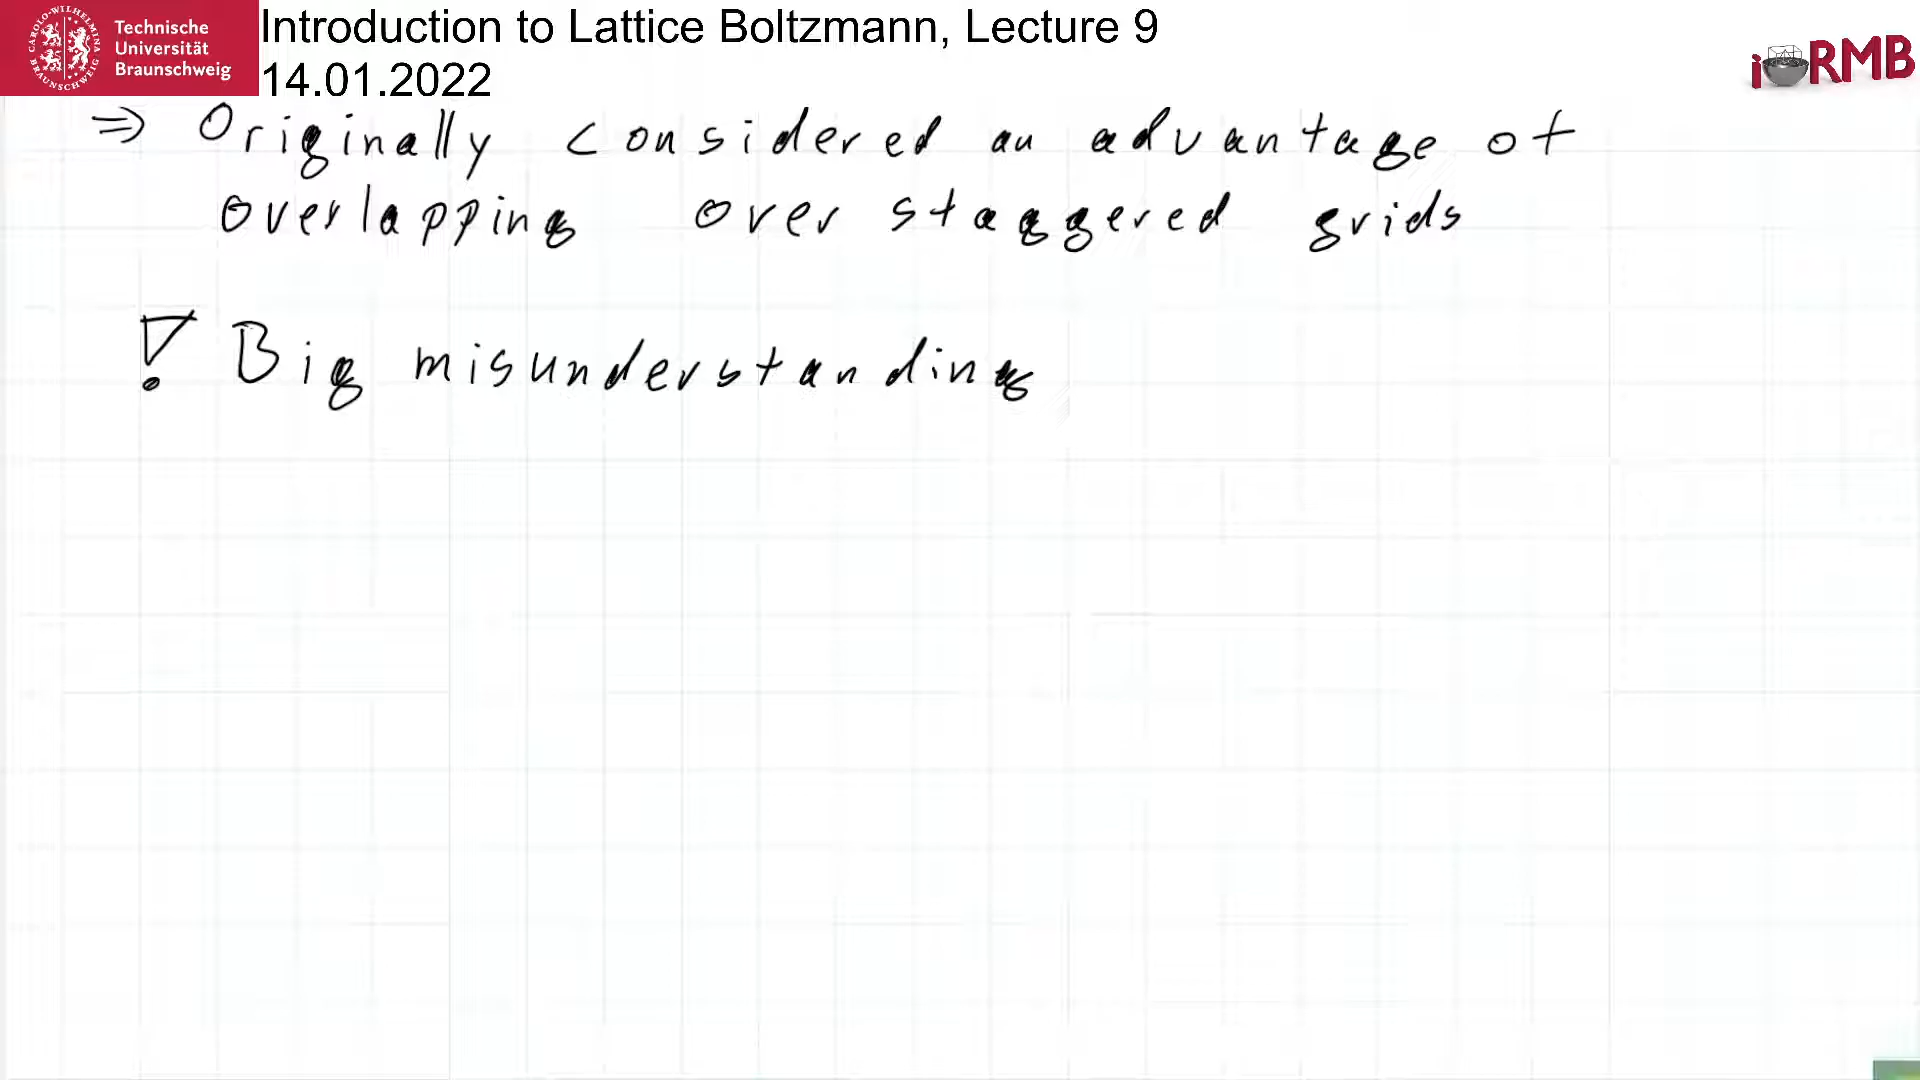 Technische
Universität
Braunschweig
Introduction to Lattice Boltzmann, Lecture 9
14.01.2022
iRMB
⇒ Originally considered an advantage of
overlapping over staggered grids
! Big misunderstanding